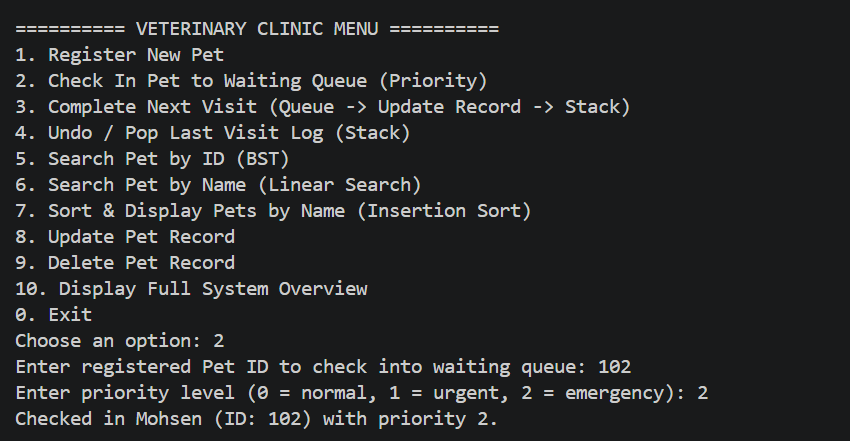 ========== VETERINARY CLINIC MENU ==========
1. Register New Pet
2. Check In Pet to Waiting Queue (Priority)
3. Complete Next Visit (Queue -> Update Record -> Stack)
4. Undo / Pop Last Visit Log (Stack)
5. Search Pet by ID (BST)
6. Search Pet by Name (Linear Search)
7. Sort & Display Pets by Name (Insertion Sort)
8. Update Pet Record
9. Delete Pet Record
10. Display Full System Overview
0. Exit
Choose an option: 2
Enter registered Pet ID to check into waiting queue: 102
Enter priority level (0 = normal, 1 = urgent, 2 = emergency): 2
Checked in Mohsen (ID: 102) with priority 2.